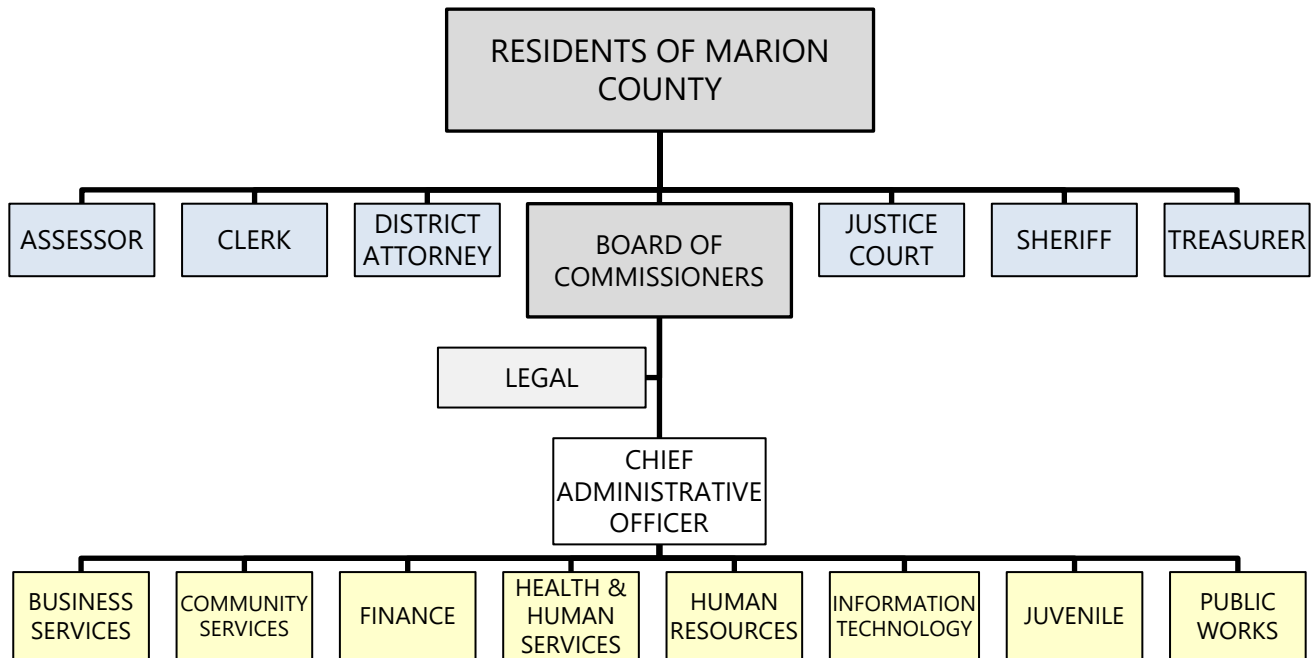 RESIDENTS OF MARION
COUNTY
ASSESSOR
CLERK
DISTRICT
ATTORNEY
BOARD OF
COMMISSIONERS
JUSTICE
COURT
SHERIFF
TREASURER
LEGAL
CHIEF
ADMINISTRATIVE
OFFICER
BUSINESS
SERVICES
COMMUNITY
SERVICES
FINANCE
HEALTH &
HUMAN
SERVICES
HUMAN
RESOURCES
INFORMATION
TECHNOLOGY
JUVENILE
PUBLIC
WORKS